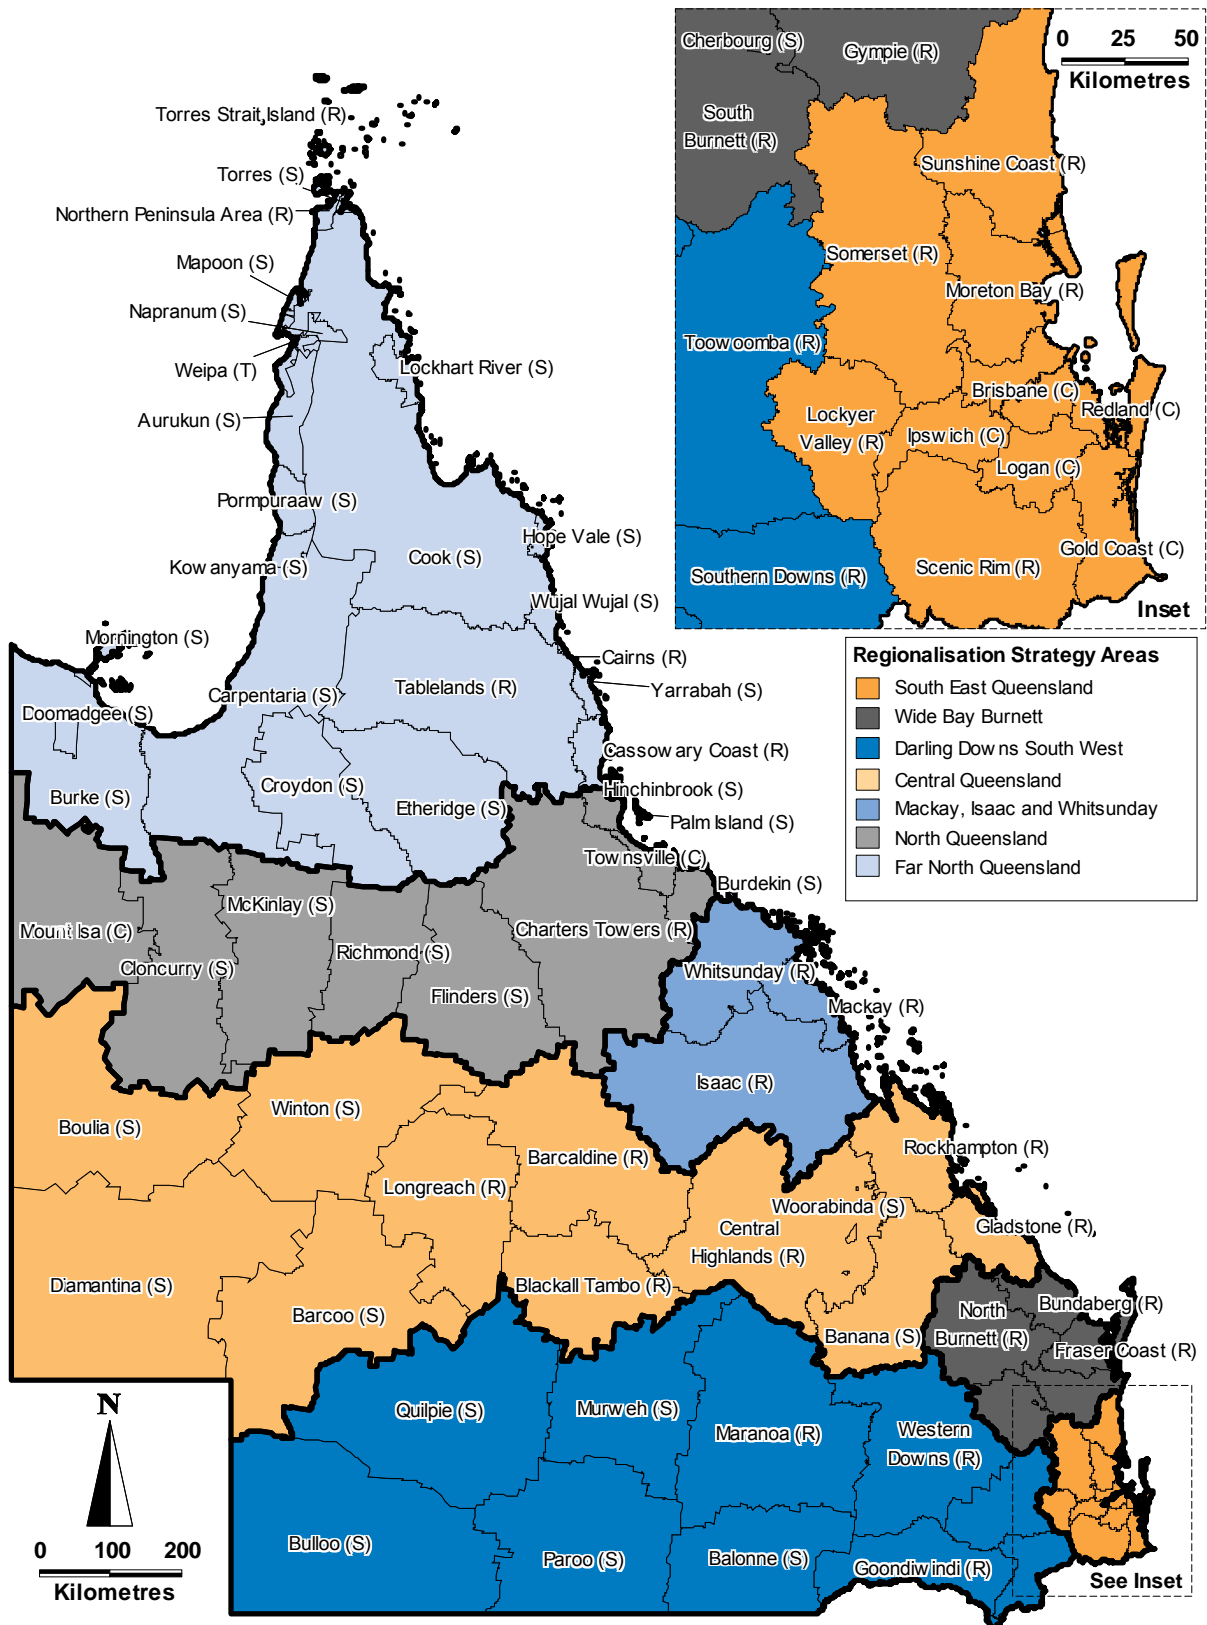 Torres Strait Island (R)
Torres (S)
Northern Peninsula Area (R)
Mapoon (S)
Napranum (S)
Weipa (T)
Lockhart River (S)
Aurukun (S)
Pormpuraaw (S)
Hope Vale (S)
Cook (S)
Kowanyama (S)
Wujal Wujal (S)
Mornington (S)
Cairns (R)
Tablelands (R)
Yarrabah (S)
Carpentaria (S)
Doomadgee (S)
Cassowary Coast (R)
Croydon (S)
Hinchinbrook (S)
Burke (S)
Etheridge (S)
Palm Island (S)
Townsville (C)
Burdekin (S)
McKinlay (S)
Charters Towers (R)
Mount Isa (C)
Richmond (S)
Cloncurry (S)
Whitsunday (R)
Flinders (S)
Mackay (R)
Isaac (R)
Winton (S)
Boulia (S)
Rockhampton (R)
Barcaldine (R)
Longreach (R)
Woorabinda (S)
Central
Highlands (R)
Gladstone (R)
Diamantina (S)
Blackall Tambo (R)
Barcoo (S)
Bundaberg (R)
North
Burnett (R)
Banana (S)
Fraser Coast (R)
Quilpie (S)
Murweh (S)
Maranoa (R)
Western
Downs (R)
Bulloo (S)
Paroo (S)
Balonne (S)
Goondiwindi (R)
See Inset
N
0 100 200
Kilometres
Cherbourg (S)
Gympie (R)
0 25 50
Kilometres
South
Burnett (R)
Sunshine Coast (R)
Somerset (R)
Moreton Bay (R)
Toowoomba (R)
Brisbane (C)
Redland (C)
Lockyer
Valley (R)
Ipswich (C)
Logan (C)
Gold Coast (C)
Scenic Rim (R)
Southern Downs (R)
Inset
Regionalisation Strategy Areas
South East Queensland
Wide Bay Burnett
Darling Downs South West
Central Queensland
Mackay, Isaac and Whitsunday
North Queensland
Far North Queensland